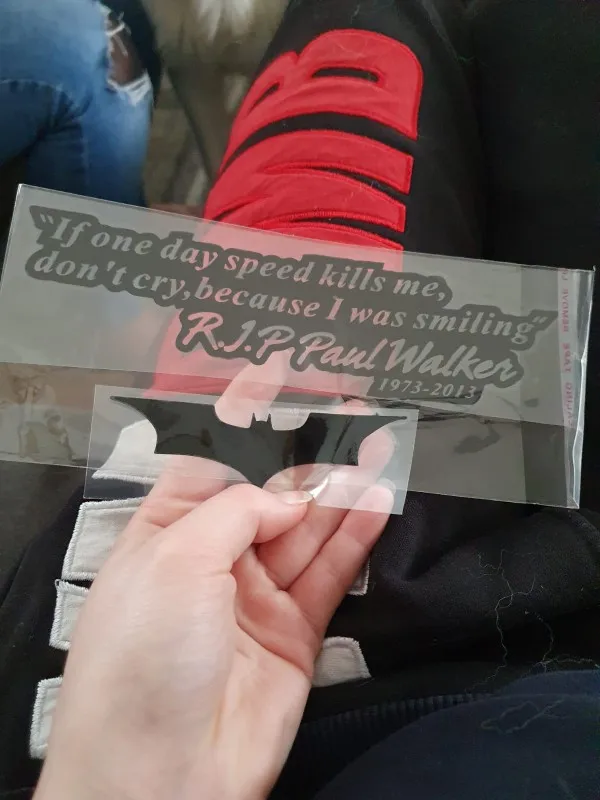 "If one day speed kills me,
don't cry,because I was smiling"
R.I.P Paul Walker
1973-2013